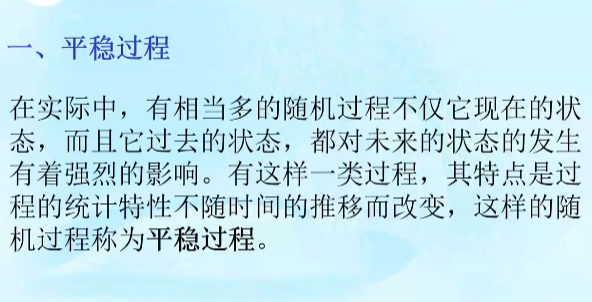 一、平稳过程
在实际中，有相当多的随机过程不仅它现在的状
态，而且它过去的状态，都对未来的状态的发生
有着强烈的影响。有这样一类过程，其特点是过
程的统计特性不随时间的推移而改变，这样的随
机过程称为平稳过程。